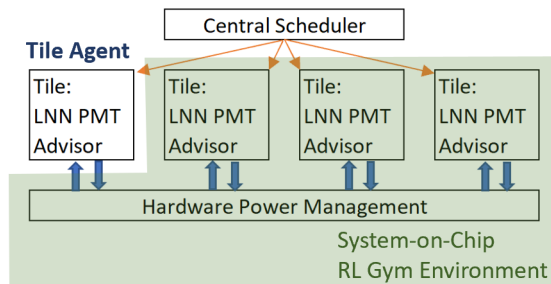 Central Scheduler
Tile Agent
Tile:
LNN PMT
Advisor
Tile:
LNN PMT
Advisor
Tile:
LNN PMT
Advisor
Tile:
LNN PMT
Advisor
Hardware Power Management
System-on-Chip
RL Gym Environment